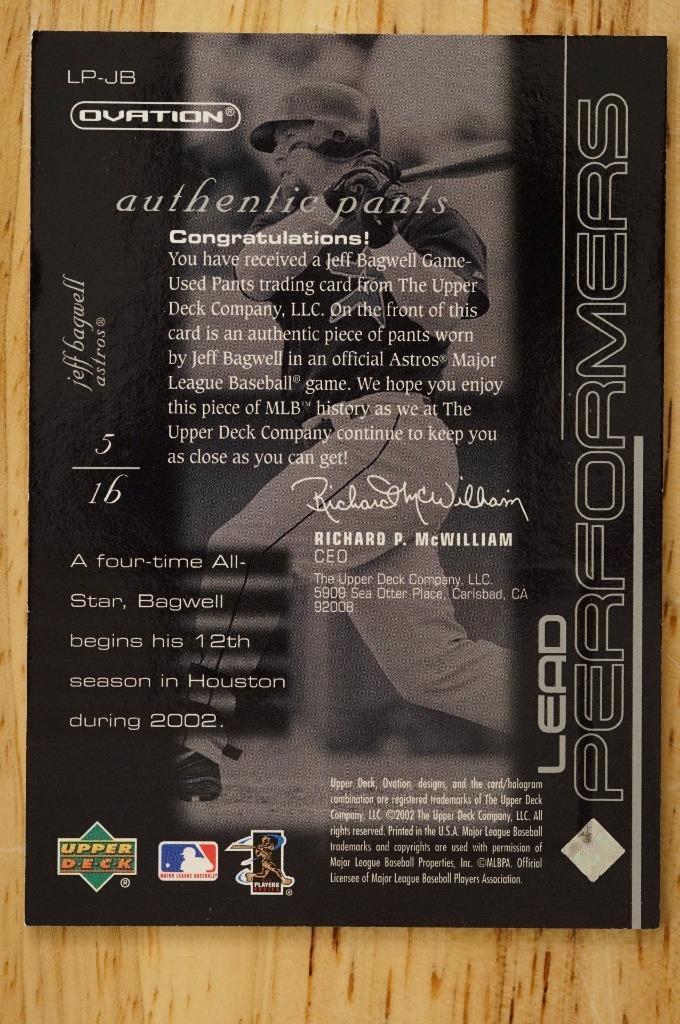 LP-JB
OVATION®
authentic pants
Congratulations!
You have received a Jeff Bagwell Game-
Used Pants trading card from The Upper
Deck Company, LLC. On the front of this
card is an authentic piece of pants worn
by Jeff Bagwell in an official Astros® Major
League Baseball® game. We hope you enjoy
this piece of MLB™ history as we at The
Upper Deck Company continue to keep you
as close as you can get!
jeff bagwell
astros®
5
16
Richard P. McWilliam
RICHARD P. McWILLIAM
CEO
The Upper Deck Company, LLC.
5909 Sea Otter Place, Carlsbad, CA
92008
A four-time All-
Star, Bagwell
begins his 12th
season in Houston
during 2002.
LEAD
PERFORMERS
Upper Deck, Ovation, designs, and the card/hologram
combination are registered trademarks of The Upper Deck
Company, LLC. ©2002 The Upper Deck Company, LLC. All
rights reserved. Printed in the U.S.A. Major League Baseball
trademarks and copyrights are used with permission of
Major League Baseball Properties, Inc. ©MLBPA. Official
Licensee of Major League Baseball Players Association.
UPPER
DECK
®
MAJOR LEAGUE BASEBALL®
PLAYERS
®